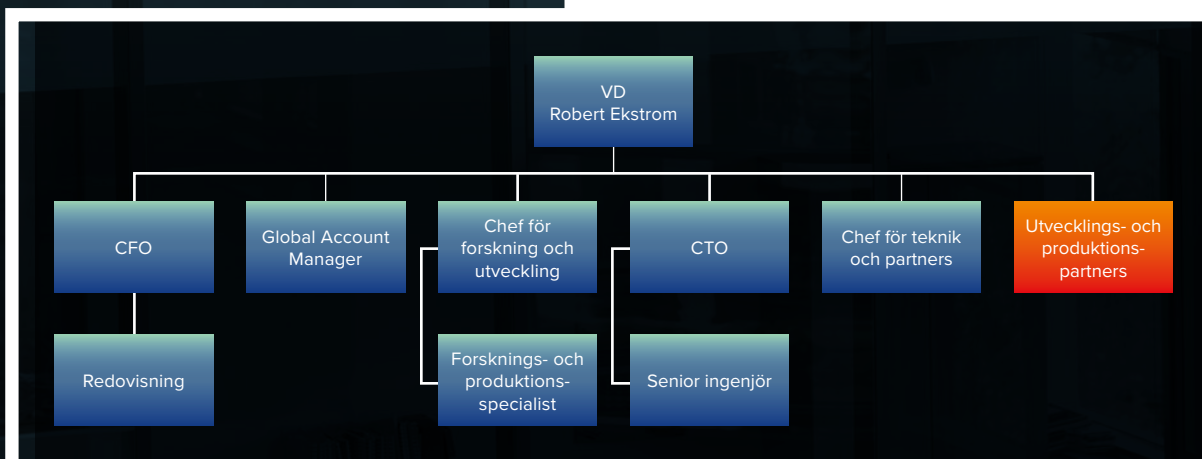 VD
Robert Ekstrom
CFO
Global Account
Manager
Chef för
forskning och
utveckling
CTO
Chef för teknik
och partners
Utvecklings- och
produktions-
partners
Redovisning
Forsknings- och
produktions-
specialist
Senior ingenjör